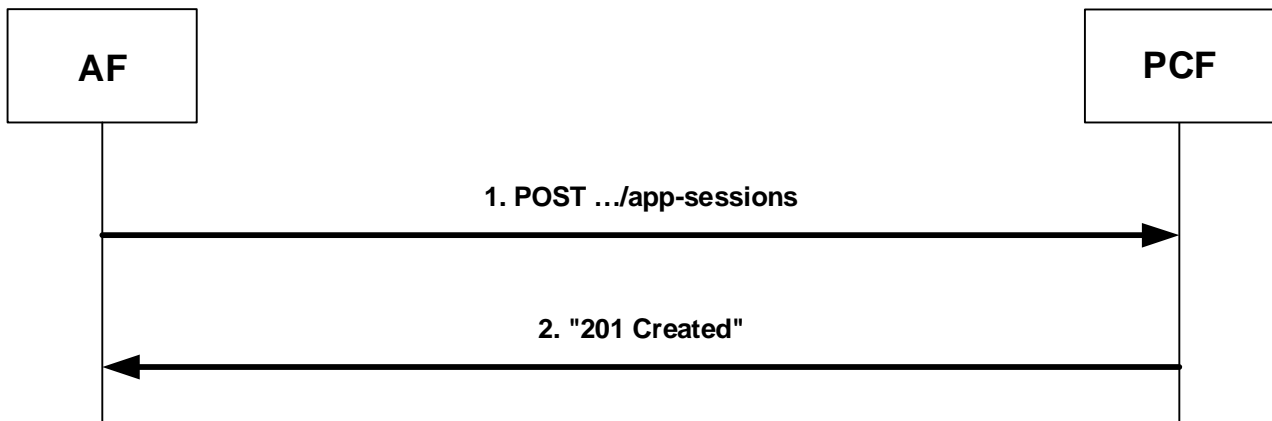 AF
PCF
1. POST …/app-sessions
2. "201 Created"